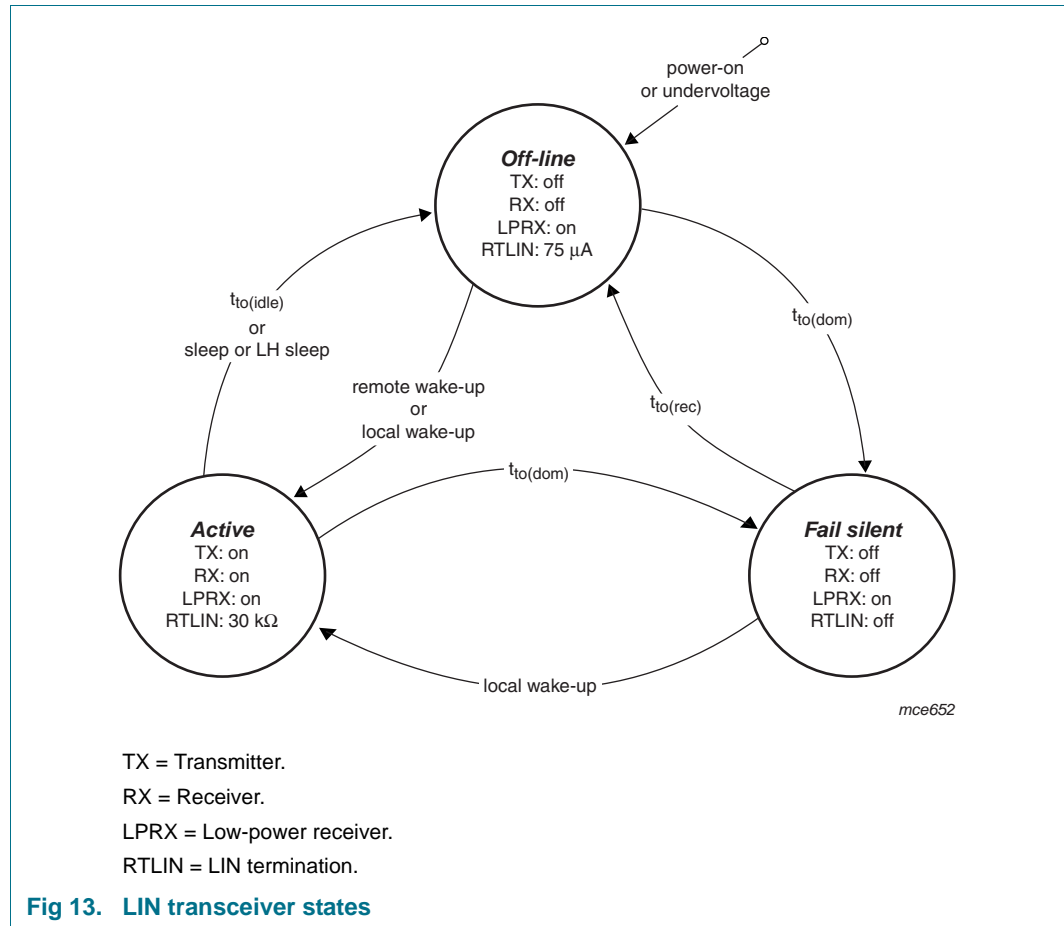 power-on
or undervoltage
Off-line
TX: off
RX: off
LPRX: on
RTLIN: 75 μA
tto(idle)
or
sleep or LH sleep
tto(dom)
remote wake-up
or
local wake-up
tto(rec)
tto(dom)
Active
TX: on
RX: on
LPRX: on
RTLIN: 30 kΩ
Fail silent
TX: off
RX: off
LPRX: on
RTLIN: off
local wake-up
mce652
TX = Transmitter.
RX = Receiver.
LPRX = Low-power receiver.
RTLIN = LIN termination.
Fig 13. LIN transceiver states